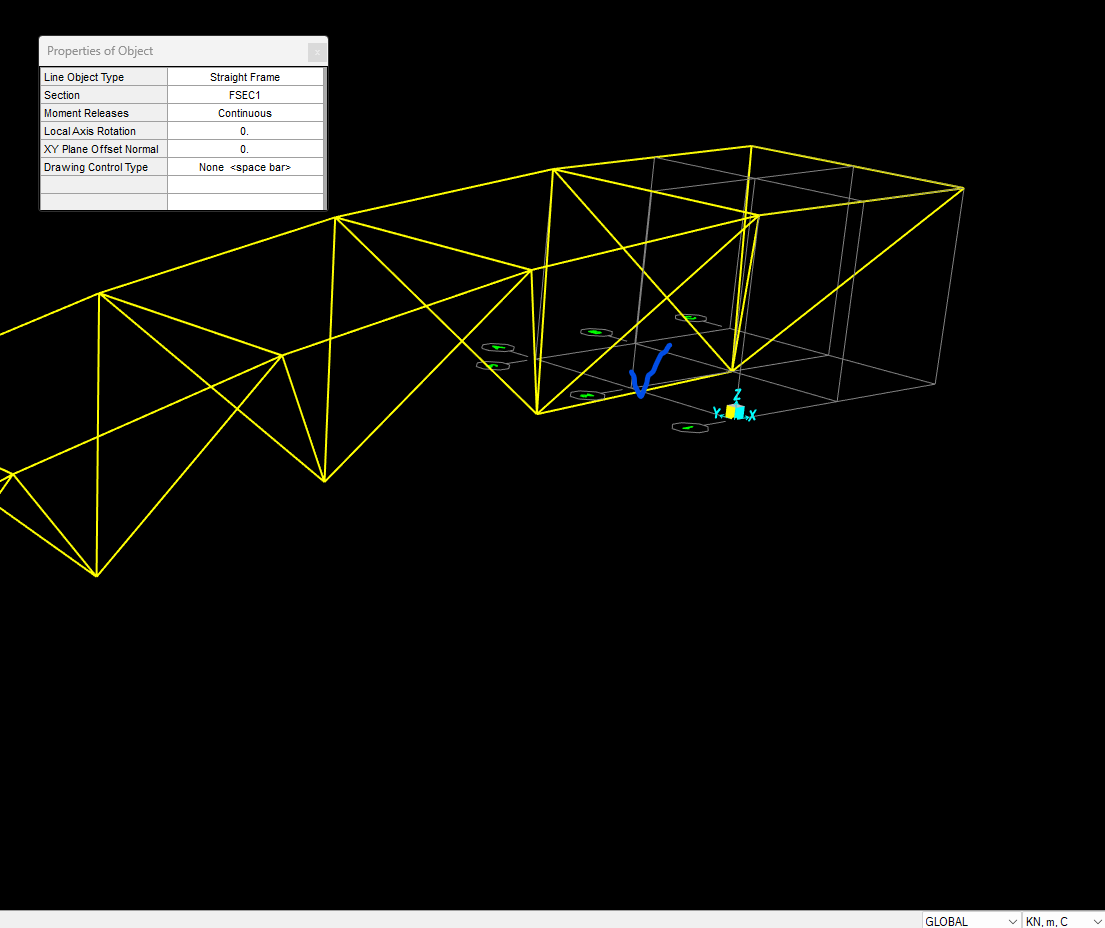 Properties of Object
x
Line Object Type Straight Frame
Section FSEC1
Moment Releases Continuous
Local Axis Rotation 0.
XY Plane Offset Normal 0.
Drawing Control Type None <space bar>
Z
Y X
GLOBAL KN, m, C